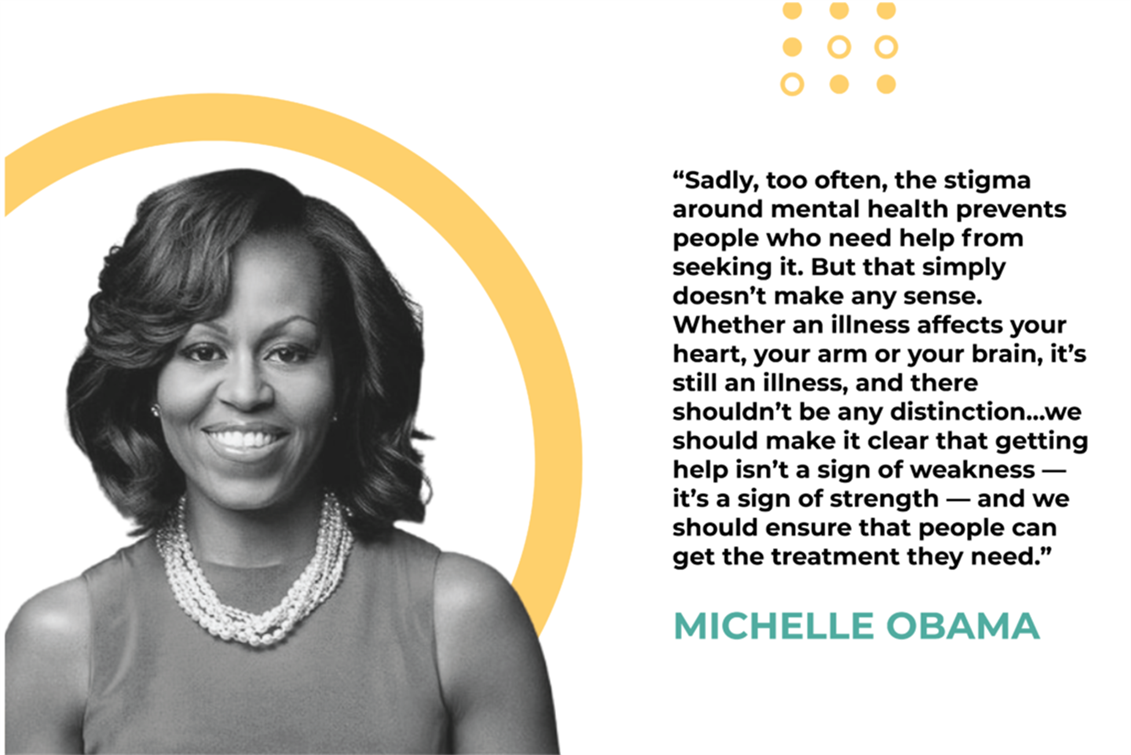 “Sadly, too often, the stigma
around mental health prevents
people who need help from
seeking it. But that simply
doesn’t make any sense.
Whether an illness affects your
heart, your arm or your brain, it’s
still an illness, and there
shouldn’t be any distinction...we
should make it clear that getting
help isn’t a sign of weakness —
it’s a sign of strength — and we
should ensure that people can
get the treatment they need.”
MICHELLE OBAMA